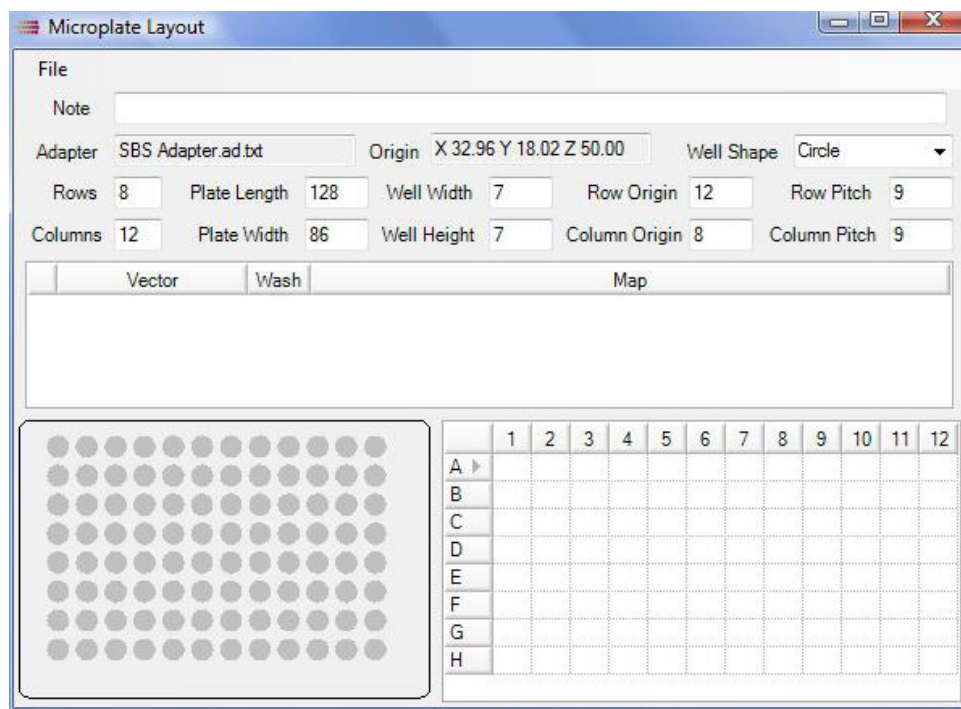 Microplate Layout
File
Note
Adapter SBS Adapter.ad.txt Origin X 32.96 Y 18.02 Z 50.00 Well Shape Circle
Rows 8 Plate Length 128 Well Width 7 Row Origin 12 Row Pitch 9
Columns 12 Plate Width 86 Well Height 7 Column Origin 8 Column Pitch 9
Vector Wash Map
1 2 3 4 5 6 7 8 9 10 11 12
A
B
C
D
E
F
G
H